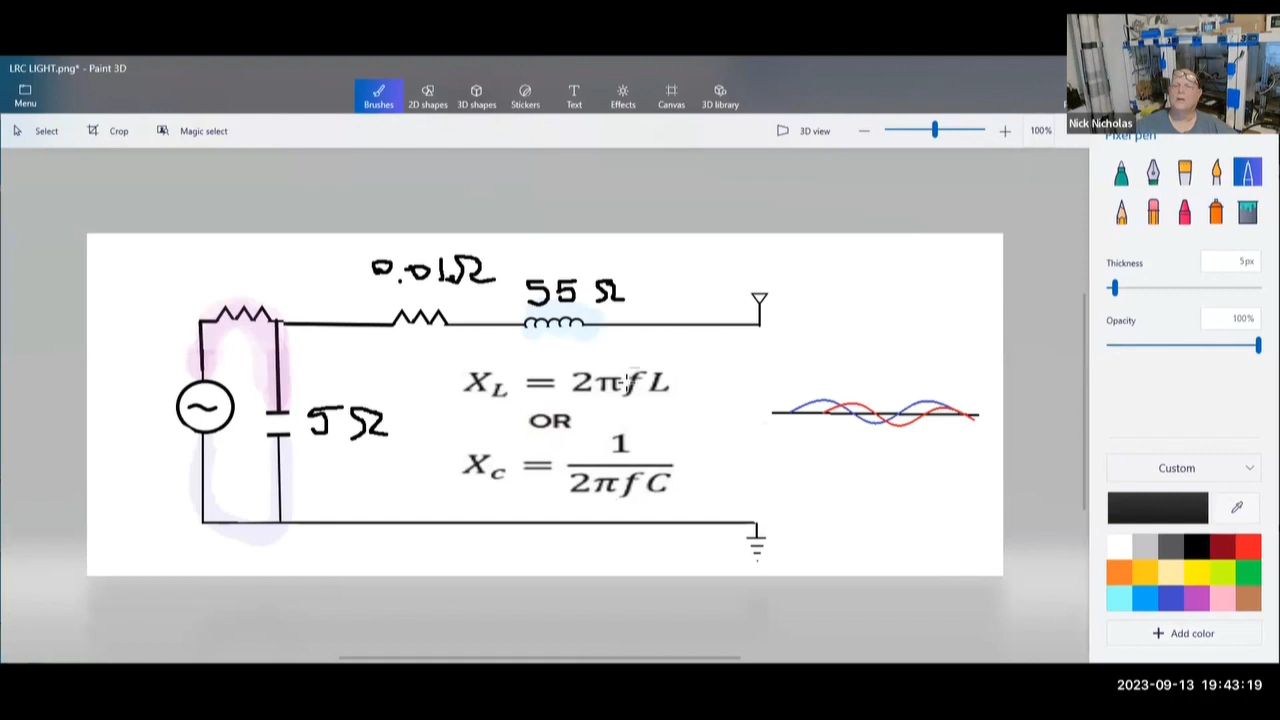 LRC LIGHT.png* - Paint 3D
Menu
Brushes
2D shapes
3D shapes
Stickers
Text
Effects
Canvas
3D library
Nick Nicholas
Select
Crop
Magic select
3D view
100%
Pixel pen
Thickness
5px
Opacity
100%
Custom
Add color
0.01Ω
55 Ω
5Ω
X_L = 2πfL
OR
X_c = 1
2πfC
2023-09-13 19:43:19